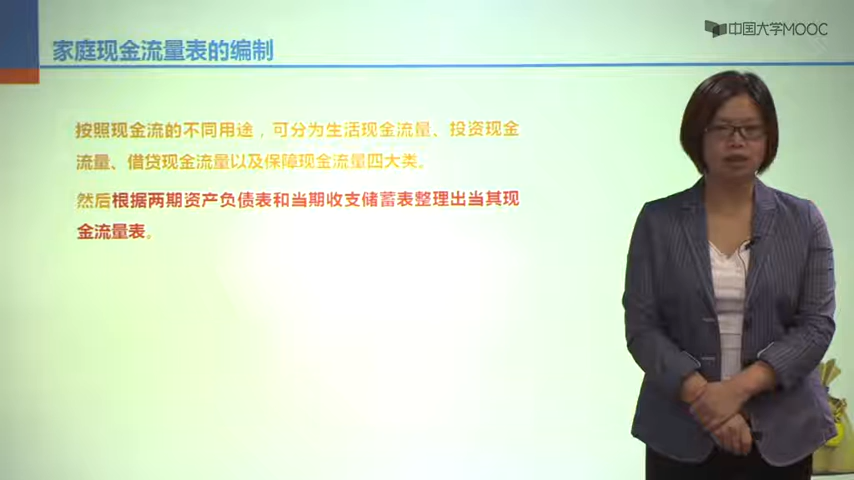 中国大学MOOC
家庭现金流量表的编制
按照现金流的不同用途，可分为生活现金流量、投资现金
流量、借贷现金流量以及保障现金流量四大类。
然后根据两期资产负债表和当期收支储蓄表整理出当其现
金流量表。